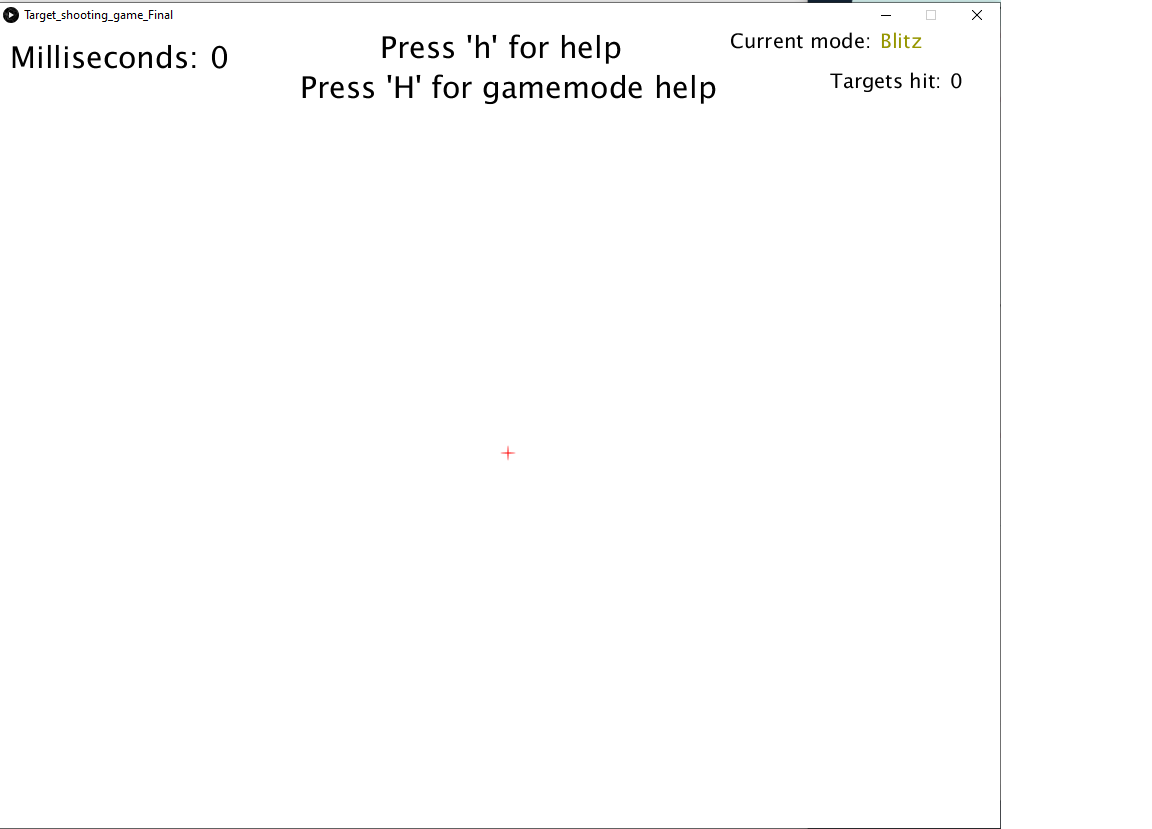 Target_shooting_game_Final
Milliseconds: 0
Press 'h' for help
Press 'H' for gamemode help
Current mode: Blitz
Targets hit: 0